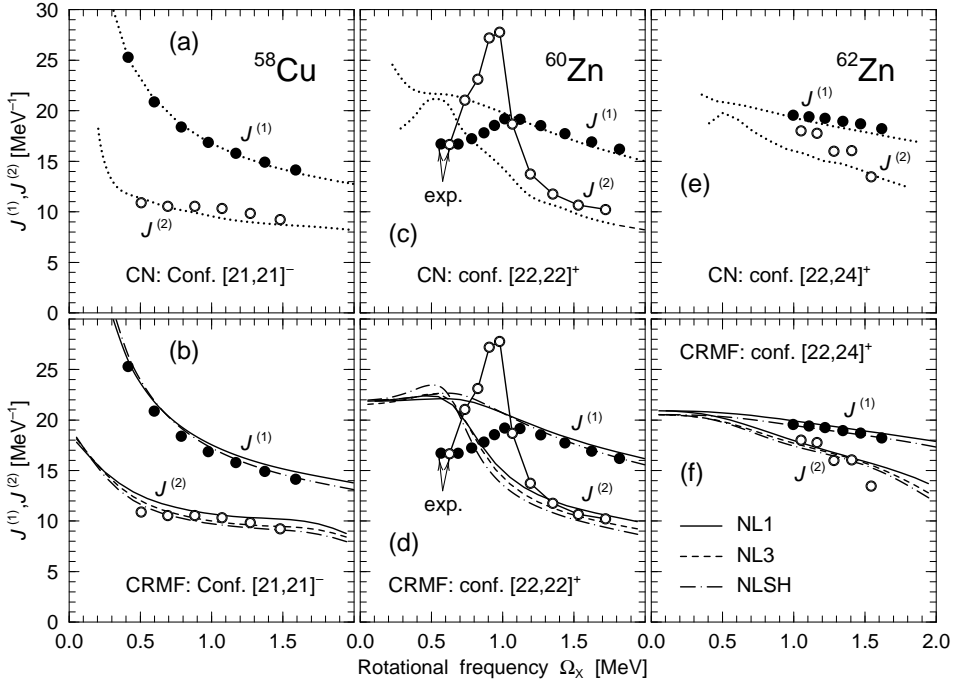 30
25
20
15
10
5
0
J⁽¹⁾,J⁽²⁾ [MeV⁻¹]
(a)
⁵⁸Cu
J⁽¹⁾
J⁽²⁾
CN: Conf. [21,21]⁻
⁶⁰Zn
J⁽¹⁾
J⁽²⁾
exp.
(c)
CN: conf. [22,22]⁺
⁶²Zn
J⁽¹⁾
J⁽²⁾
(e)
CN: conf. [22,24]⁺
25
20
15
10
5
0
J⁽¹⁾,J⁽²⁾ [MeV⁻¹]
(b)
J⁽¹⁾
J⁽²⁾
CRMF: Conf. [21,21]⁻
0.0 0.5 1.0 1.5
J⁽¹⁾
J⁽²⁾
exp.
(d)
CRMF: conf. [22,22]⁺
0.0 0.5 1.0 1.5
CRMF: conf. [22,24]⁺
J⁽¹⁾
J⁽²⁾
(f)
NL1
NL3
NLSH
0.0 0.5 1.0 1.5 2.0
Rotational frequency Ωₓ [MeV]